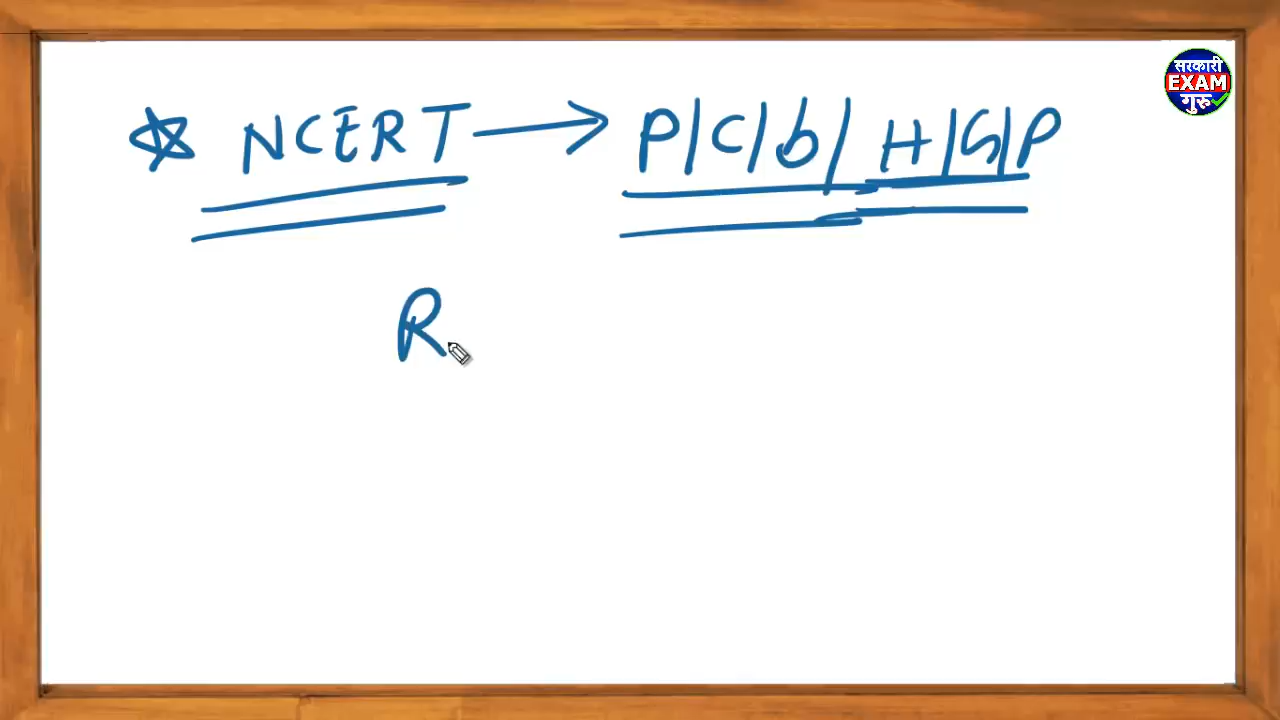 सरकारी
EXAM
गुरु
☆ NCERT → P/C/b/ H/G/P
R